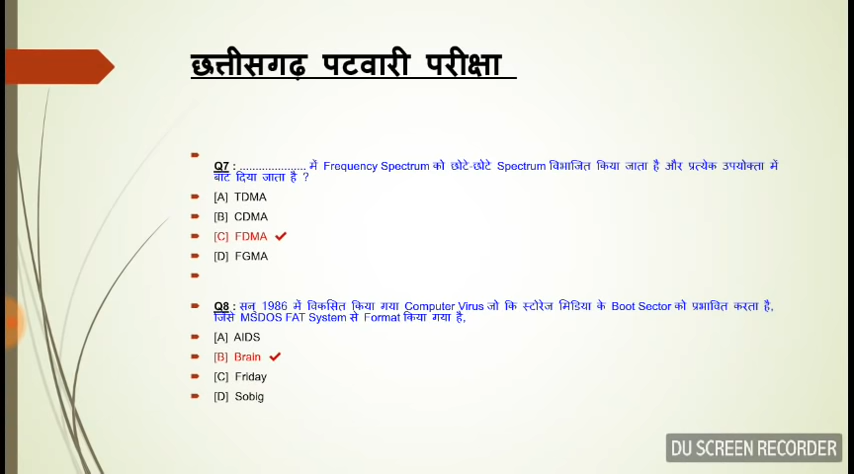 छत्तीसगढ़ पटवारी परीक्षा
Q7 : ..................... में Frequency Spectrum को छोटे-छोटे Spectrum विभाजित किया जाता है और प्रत्येक उपयोक्ता में
बांट दिया जाता है ?
[A] TDMA
[B] CDMA
[C] FDMA ✓
[D] FGMA
Q8 : सन् 1986 में विकसित किया गया Computer Virus जो कि स्टोरेज मिडिया के Boot Sector को प्रभावित करता है,
जिसे MSDOS FAT System से Format किया गया है,
[A] AIDS
[B] Brain ✓
[C] Friday
[D] Sobig
DU SCREEN RECORDER